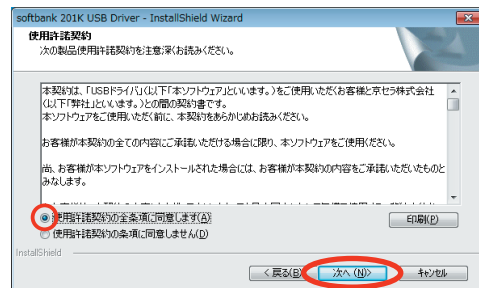 softbank 201K USB Driver - InstallShield Wizard
使用許諾契約
次の製品使用許諾契約を注意深くお読みください。
本契約は、「USBドライバ」(以下「本ソフトウェア」といいます。)をご使用いただくお客様と京セラ株式会社
(以下「弊社」といいます。)との間の契約書です。
本ソフトウェアをご使用いただく前に、本契約をあらかじめお読みください。
お客様が本契約の全ての内容にご承諾いただける場合に限り、本ソフトウェアをご使用ください。
尚、お客様が本ソフトウェアをインストールされた場合には、お客様が本契約の内容をご承諾いただいたものと
みなします。
使用許諾契約の全条項に同意します(A)
印刷(P)
使用許諾契約の条項に同意しません(D)
InstallShield
< 戻る(B)
次へ (N)>
キャンセル